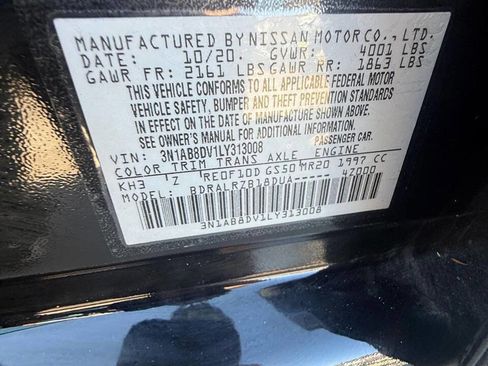 MANUFACTURED BY NISSAN MOTOR CO., LTD.
DATE: 10/20. GVWR: 4001 LBS
GAWR FR: 2161 LBS GAWR RR: 1863 LBS
THIS VEHICLE CONFORMS TO ALL APPLICABLE FEDERAL MOTOR
VEHICLE SAFETY, BUMPER AND THEFT PREVENTION STANDARDS
IN EFFECT ON THE DATE OF MANUFACTURE SHOWN ABOVE.
SEE OWNER'S MANUAL FOR ADDITIONAL INFORMATION.
VIN: 3N1AB8DV1LY313008 PASSENGER CAR.
COLOR TRIM TRANS AXLE ENGINE
KH3 Z RE0F10D GS50 MR20 1997 CC
MODEL: BDRALRZB18DUA----- 42000
3N1AB8DV1LY313008